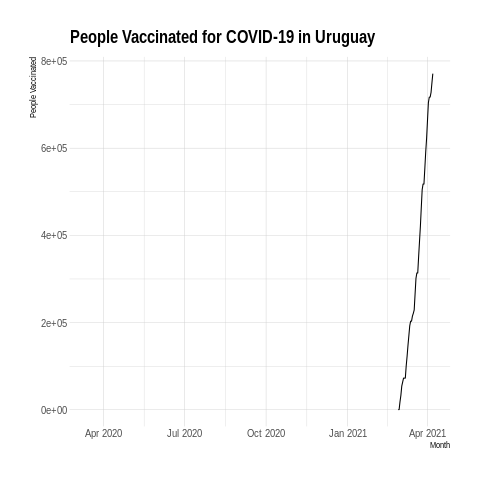 People Vaccinated for COVID-19 in Uruguay
People Vaccinated
8e+05
6e+05
4e+05
2e+05
0e+00
Apr 2020 Jul 2020 Oct 2020 Jan 2021 Apr 2021
Month